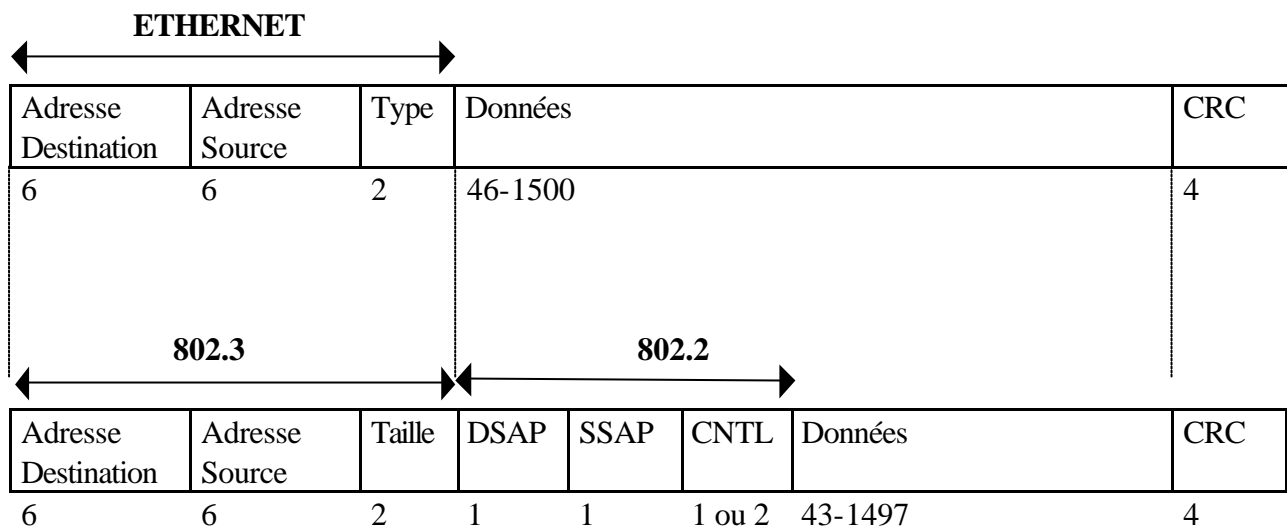 ETHERNET
Adresse Destination Adresse Source Type Données CRC
6 6 2 46-1500 4
802.3 802.2
Adresse Destination Adresse Source Taille DSAP SSAP CNTL Données CRC
6 6 2 1 1 1 ou 2 43-1497 4